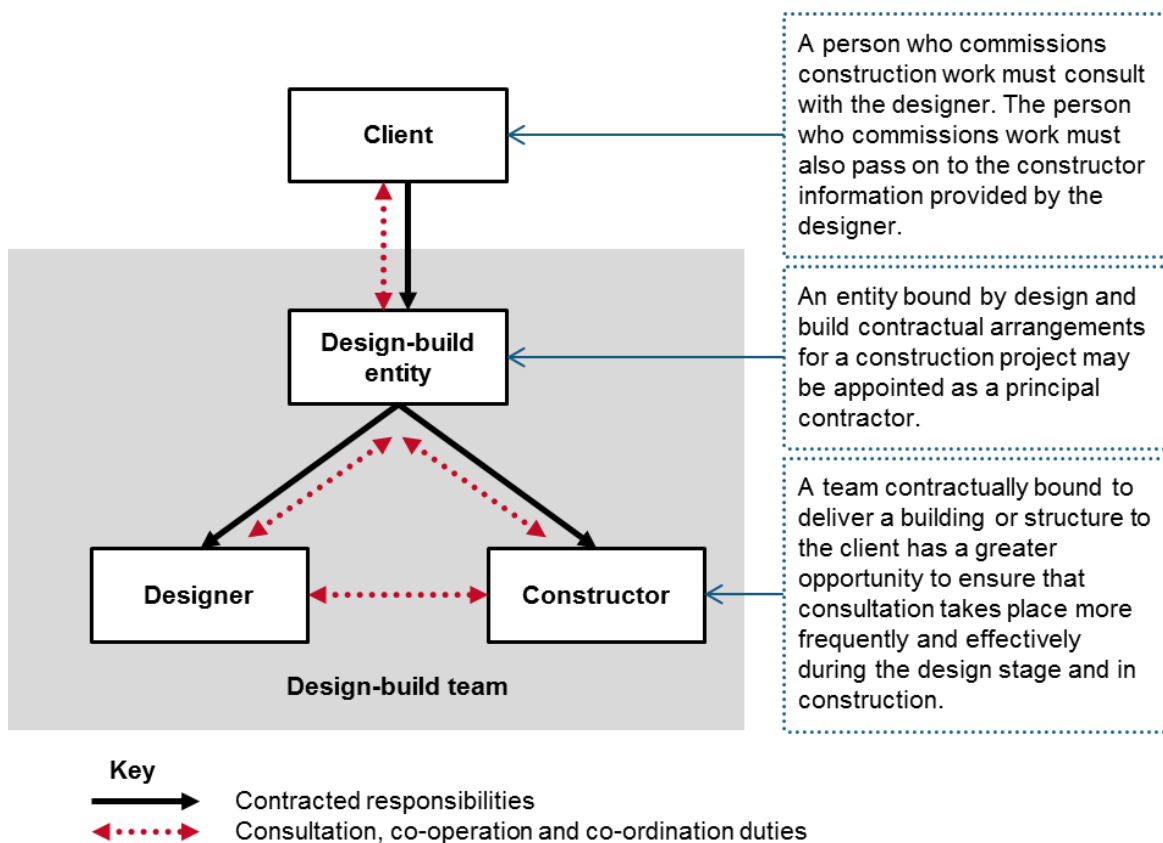 Client
Design-build
entity
Designer
Constructor
Design-build team
A person who commissions
construction work must consult
with the designer. The person
who commissions work must
also pass on to the constructor
information provided by the
designer.
An entity bound by design and
build contractual arrangements
for a construction project may
be appointed as a principal
contractor.
A team contractually bound to
deliver a building or structure to
the client has a greater
opportunity to ensure that
consultation takes place more
frequently and effectively
during the design stage and in
construction.
Key
Contracted responsibilities
Consultation, co-operation and co-ordination duties